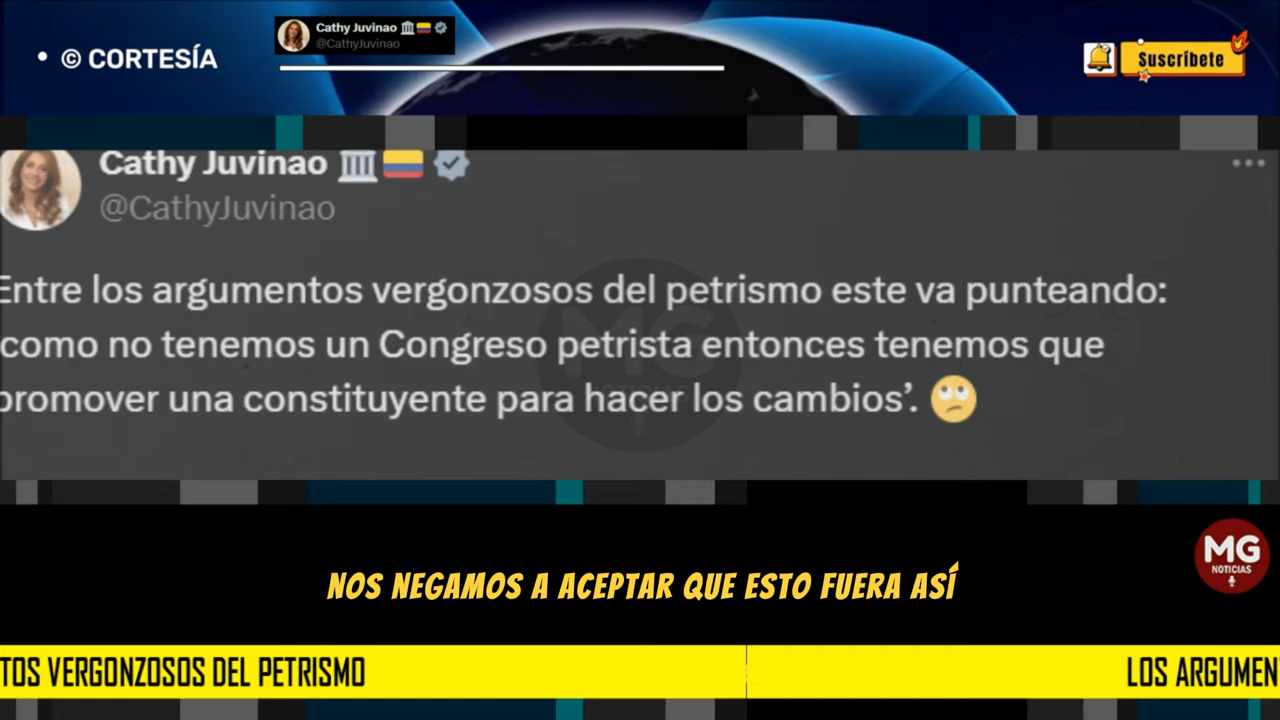 • © CORTESÍA
Cathy Juvinao
@CathyJuvinao
Suscríbete
Cathy Juvinao
@CathyJuvinao
Entre los argumentos vergonzosos del petrismo este va punteando:
como no tenemos un Congreso petrista entonces tenemos que
promover una constituyente para hacer los cambios’.
MG
NOTICIAS
NOS NEGAMOS A ACEPTAR QUE ESTO FUERA ASÍ
MG
NOTICIAS
TOS VERGONZOSOS DEL PETRISMO
LOS ARGUMEN